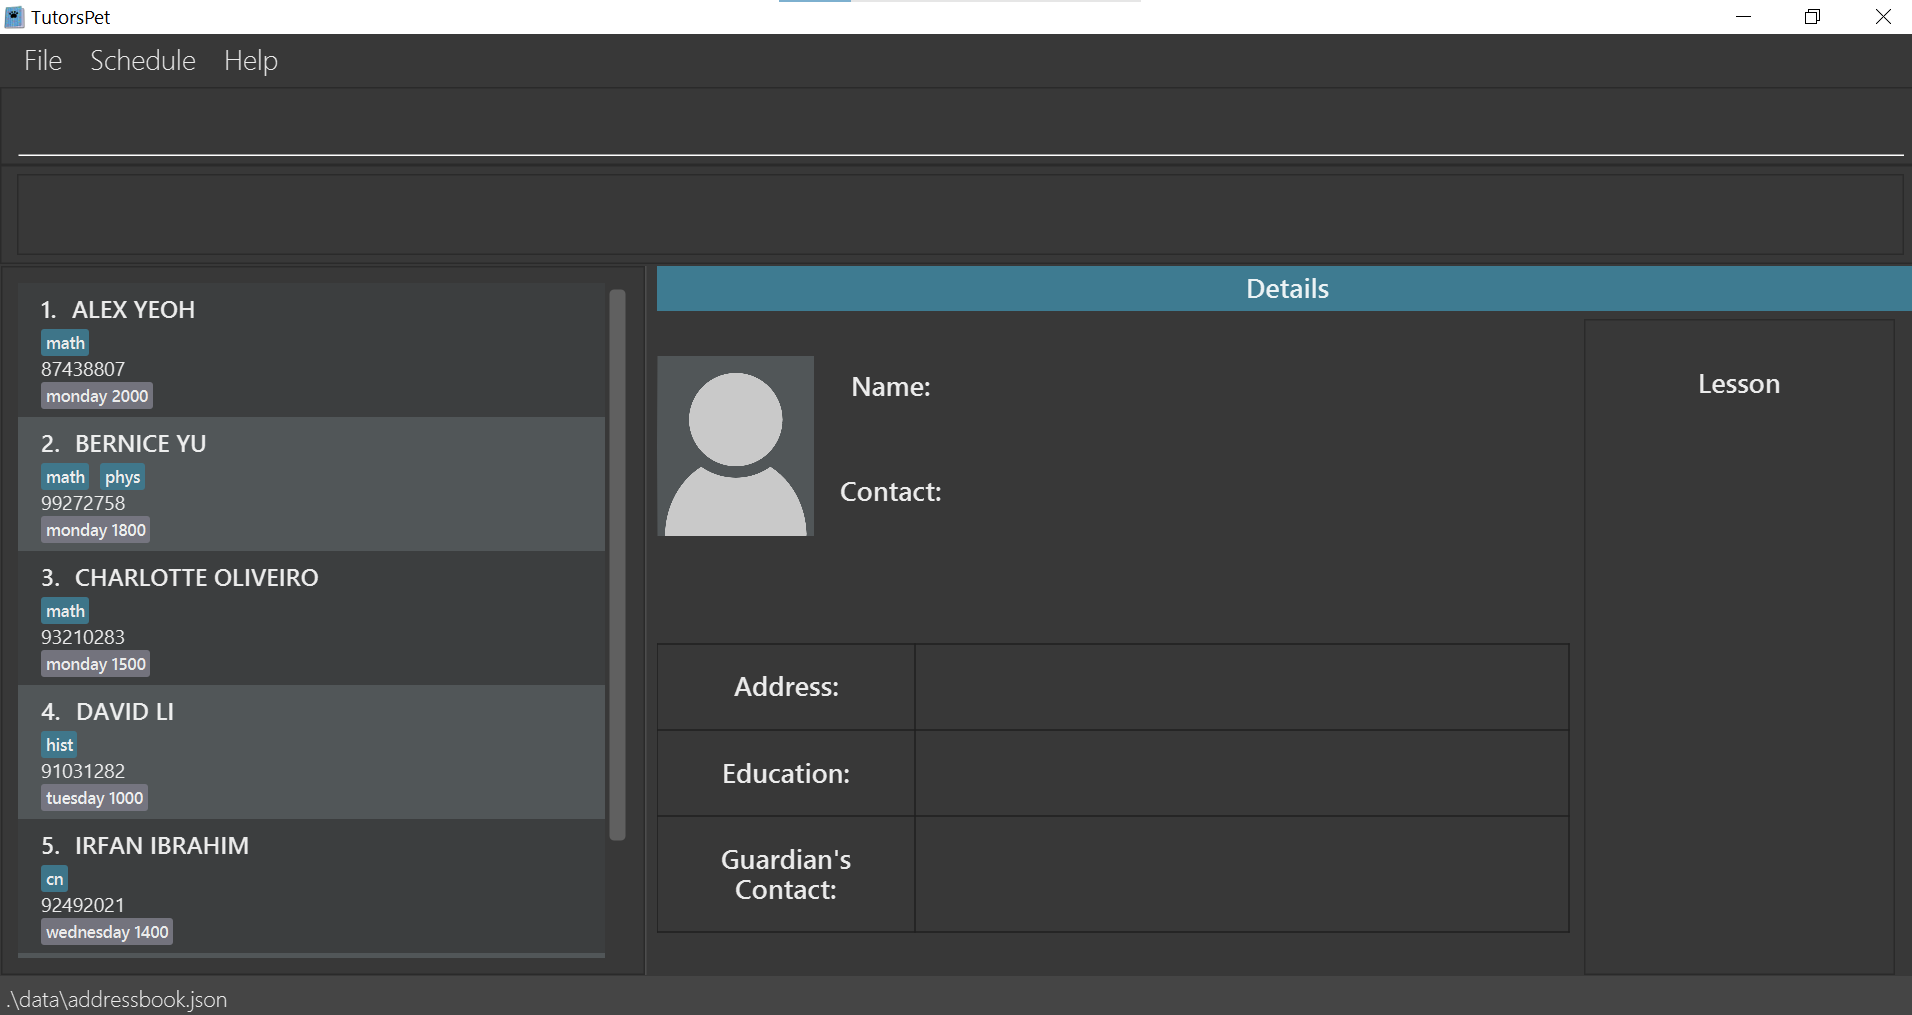 TutorsPet
File Schedule Help
1. ALEX YEOH
math
87438807
monday 2000
2. BERNICE YU
math phys
99272758
monday 1800
3. CHARLOTTE OLIVEIRO
math
93210283
monday 1500
4. DAVID LI
hist
91031282
tuesday 1000
5. IRFAN IBRAHIM
cn
92492021
wednesday 1400
Details
Name:
Contact:
Address:
Education:
Guardian's
Contact:
Lesson
.\data\addressbook.json